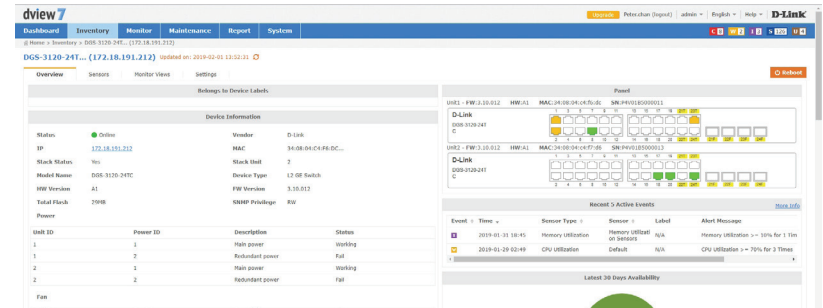 dview 7
Upgrade Peter.chan (logout) admin English Help D-Link
Dashboard Inventory Monitor Maintenance Report System
Home > Inventory > DGS-3120-24T... (172.18.191.212)
DGS-3120-24T... (172.18.191.212) Updated on: 2019-02-01 13:52:31
Overview Sensors Monitor Views Settings Reboot
Belongs to Device Labels
Device Information
Status Online Vendor D-Link
IP 172.18.191.212 MAC 34:08:04:C4:F6:DC...
Stack Status Yes Stack Unit 2
Model Name DGS-3120-24TC Device Type L2 GE Switch
HW Version A1 FW Version 3.10.012
Total Flash 29MB SNMP Privilege RW
Power
Unit ID Power ID Description Status
1 1 Main power Working
1 2 Redundant power Fail
2 1 Main power Working
2 2 Redundant power Fail
Fan
Panel
Unit1 - FW:3.10.012 HW:A1
D-Link
DGS-3120-24T
C
Unit2 - FW:3.10.012 HW:A1
D-Link
DGS-3120-24T
C
Recent 5 Active Events More Info
Event Time Sensor Type Sensor Label Alert Message
2019-01-31 18:45 Memory Utilization Memory Utilizati on Sensors N/A Memory Utilization >= 10% for 1 Tim
2019-01-29 02:49 CPU Utilization Default N/A CPU Utilization >= 70% for 3 Times
Latest 30 Days Availability